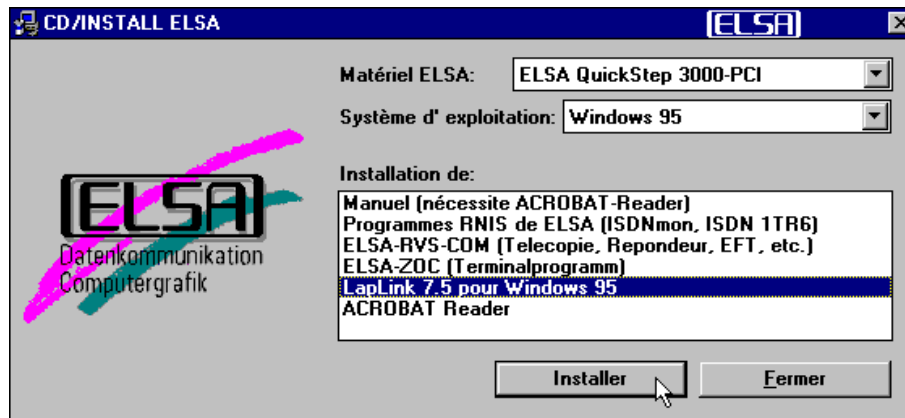 CD/INSTALL ELSA
ELSA
Matériel ELSA: ELSA QuickStep 3000-PCI
Système d' exploitation: Windows 95
Installation de:
Manuel (nécessite ACROBAT-Reader)
Programmes RNIS de ELSA (ISDNmon, ISDN 1TR6)
ELSA-RVS-COM (Telecopie, Repondeur, EFT, etc.)
ELSA-ZOC (Terminalprogramm)
LapLink 7.5 pour Windows 95
ACROBAT Reader
ELSA
Datenkommunikation
Computergrafik
Installer
Fermer